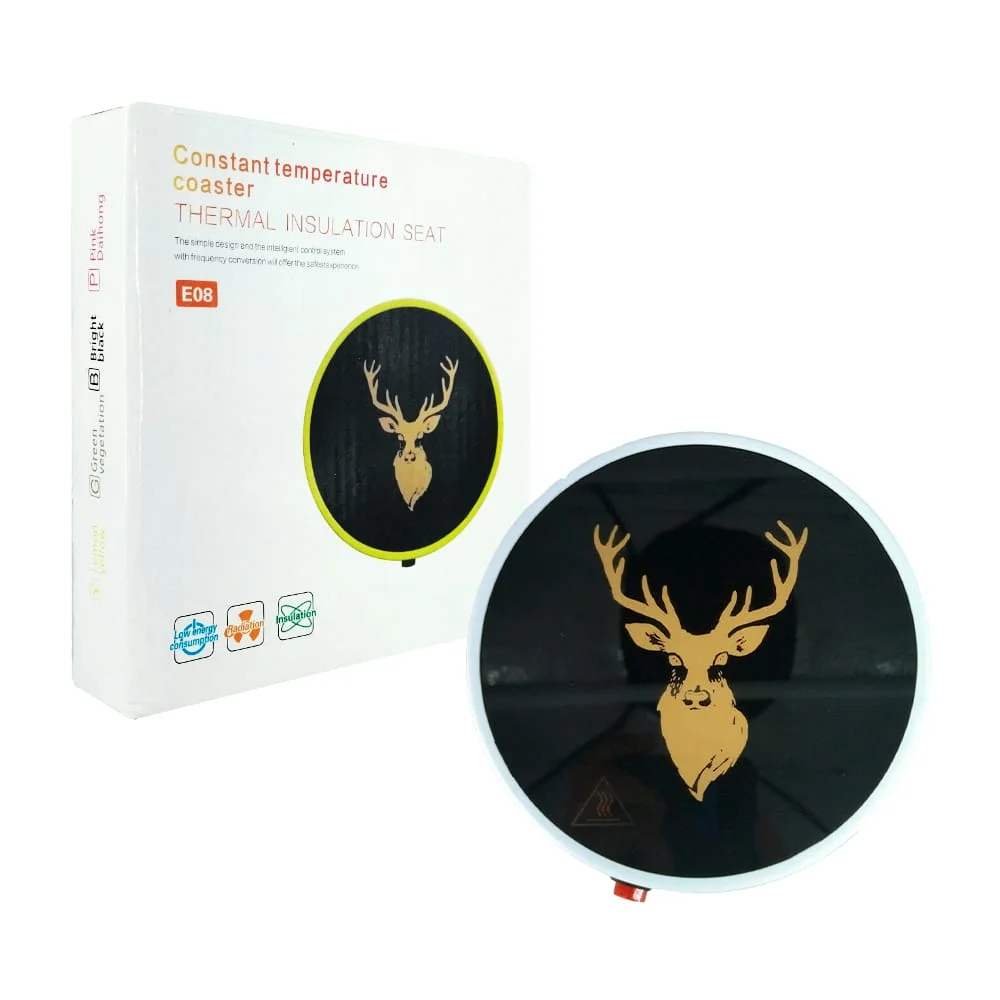 Constant temperature
coaster
THERMAL INSULATION SEAT
The simple design and the intelligient control system
with frequency conversion will offer the safest experience.
E08
Low energy
consumption
Radiation
Insulation
P Pink
Daihong
B Bright
black
G Green
vegetation
Y Lemon
yellow